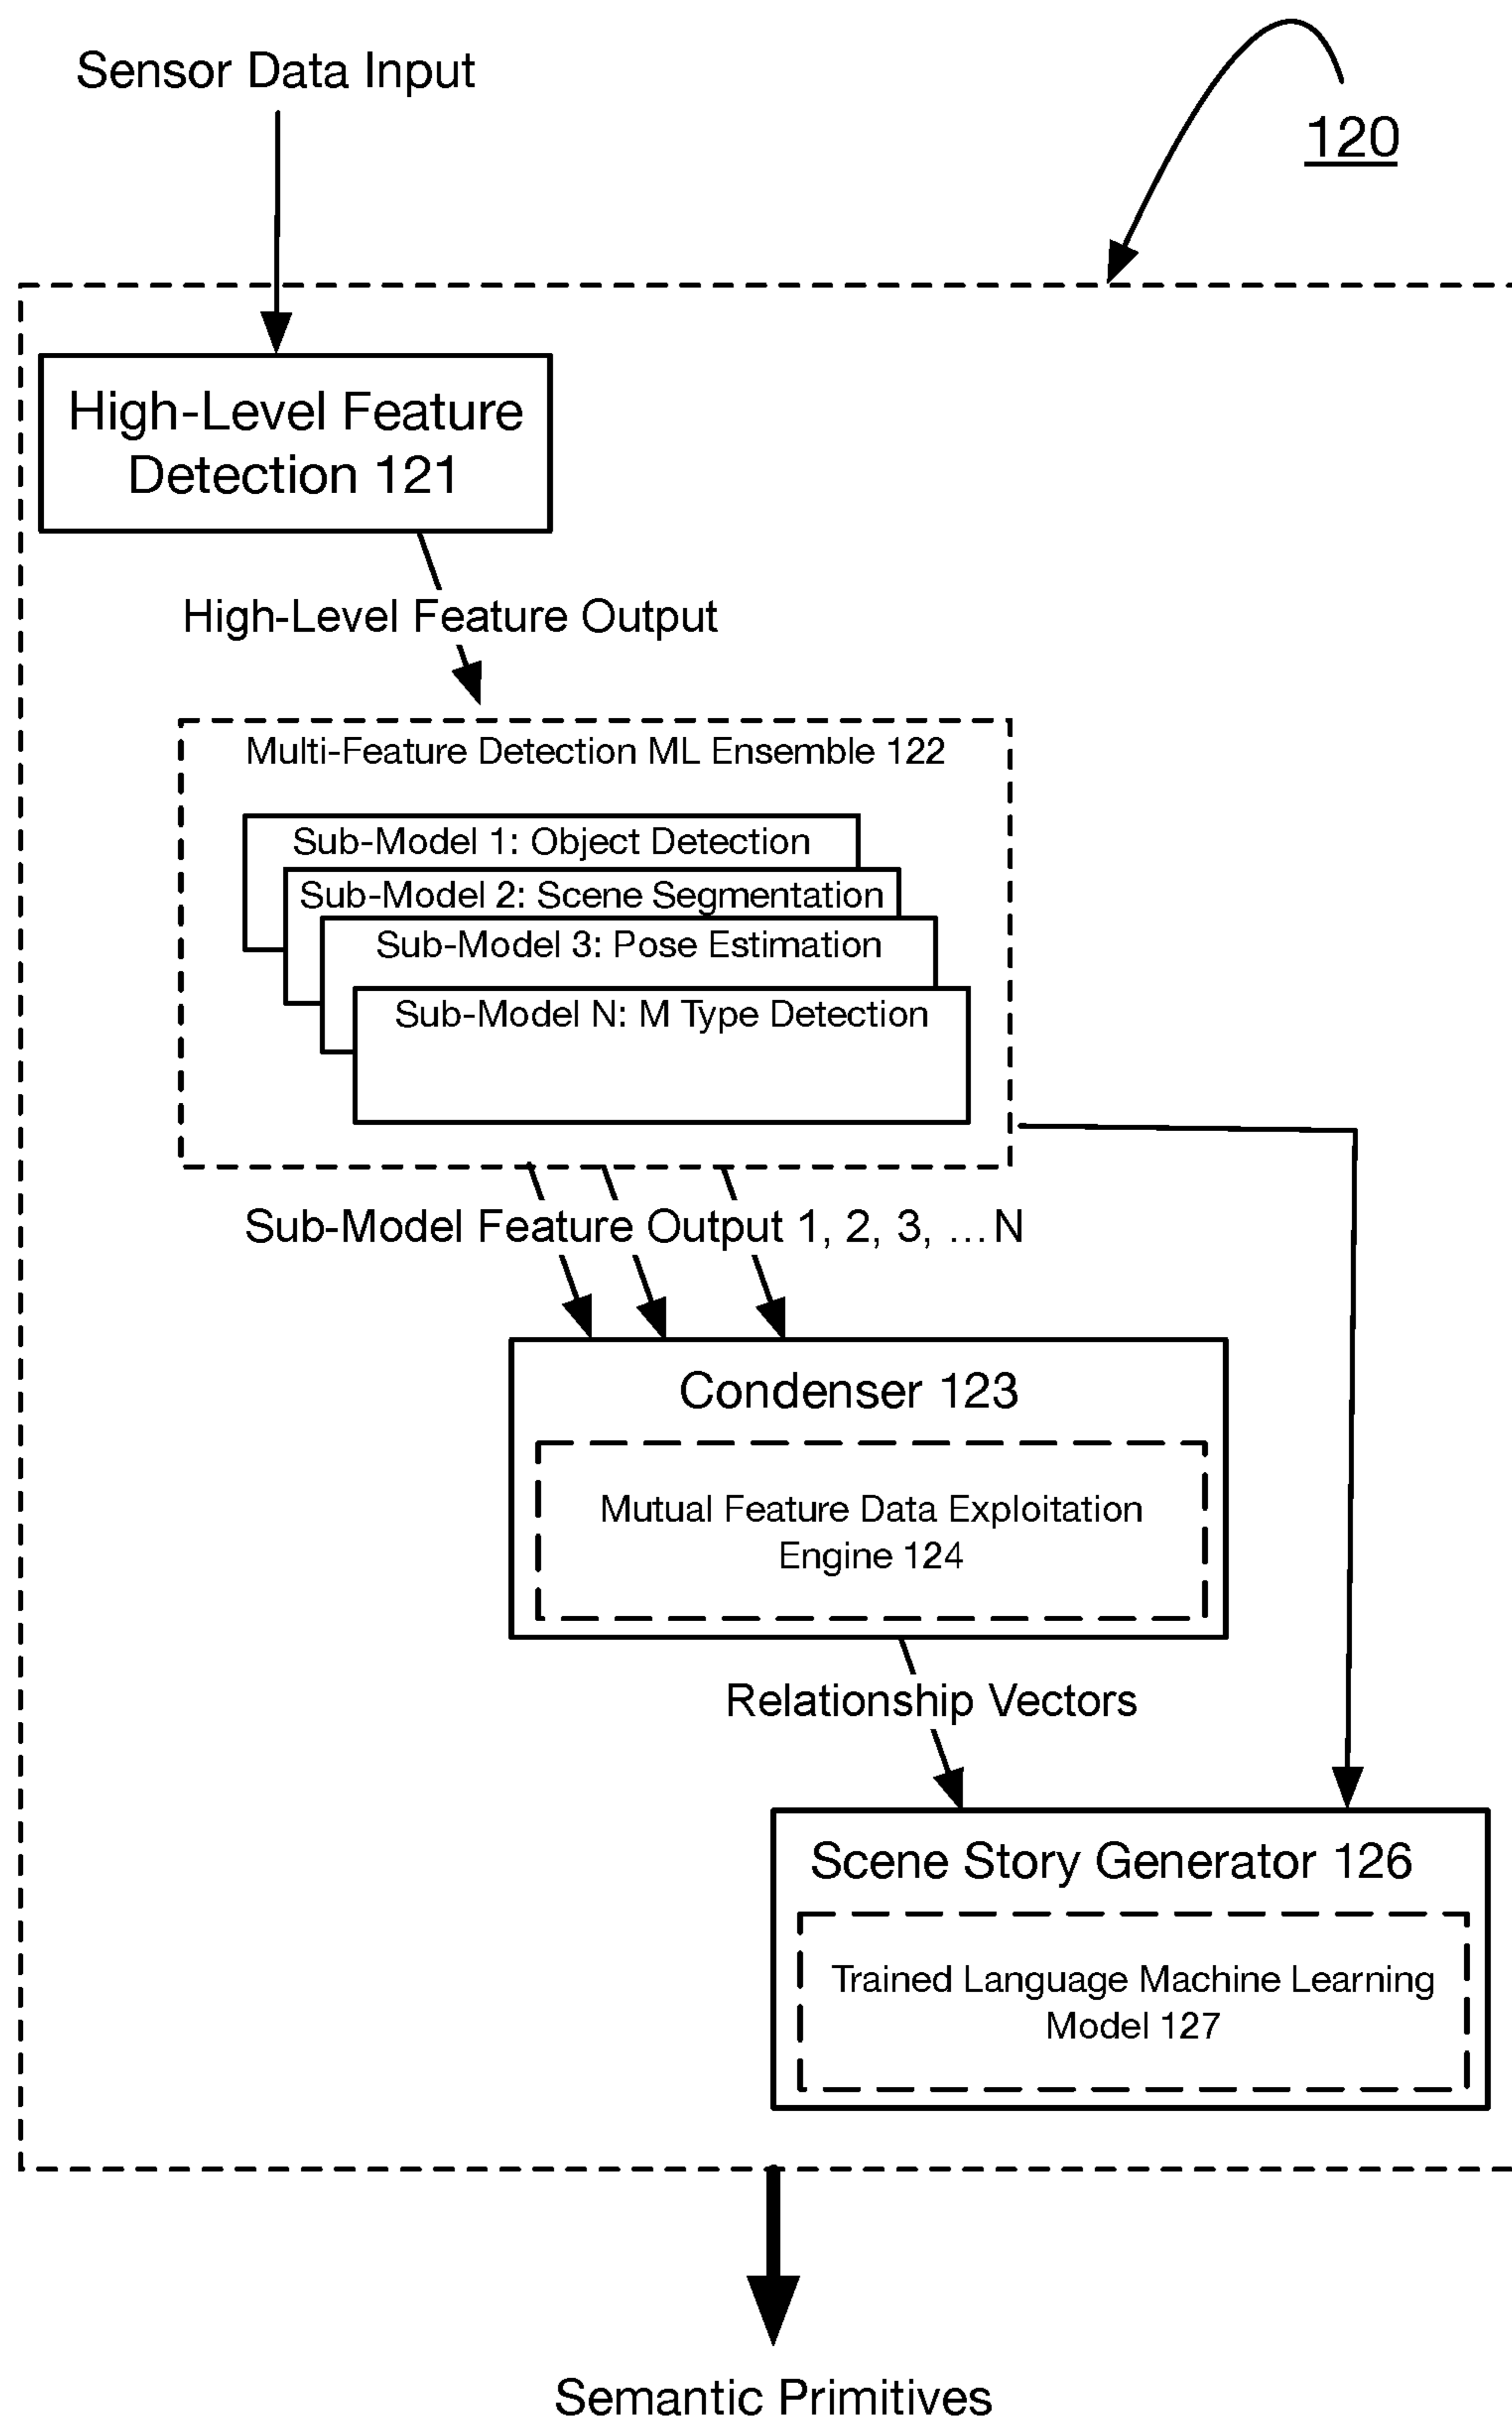 Sensor Data Input
120
High-Level Feature
Detection 121
High-Level Feature Output
Multi-Feature Detection ML Ensemble 122
Sub-Model 1: Object Detection
Sub-Model 2: Scene Segmentation
Sub-Model 3: Pose Estimation
Sub-Model N: M Type Detection
Sub-Model Feature Output 1, 2, 3, ... N
Condenser 123
Mutual Feature Data Exploitation
Engine 124
Relationship Vectors
Scene Story Generator 126
Trained Language Machine Learning
Model 127
Semantic Primitives